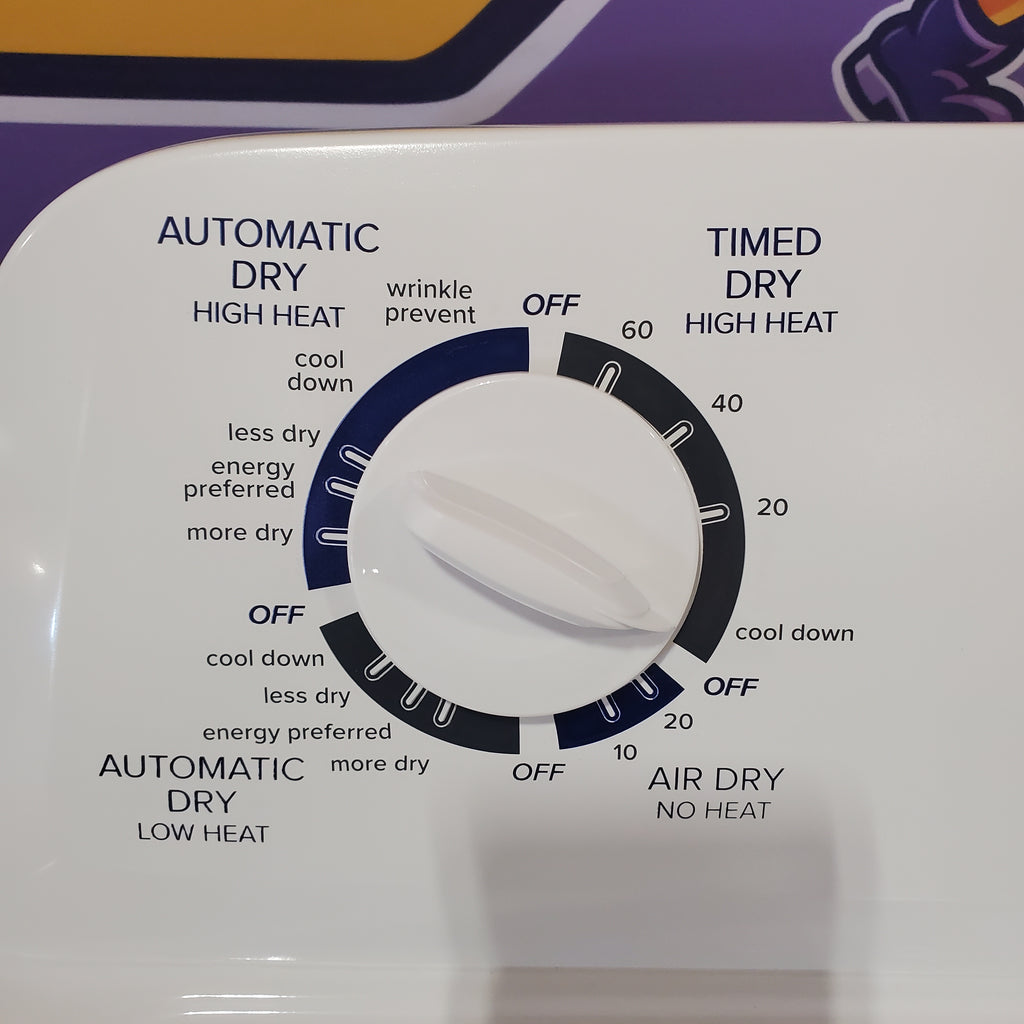 AUTOMATIC
DRY
HIGH HEAT
wrinkle
prevent
OFF
TIMED
DRY
HIGH HEAT
60
40
20
cool down
OFF
cool
down
less dry
energy
preferred
more dry
OFF
cool down
less dry
energy preferred
more dry
AUTOMATIC
DRY
LOW HEAT
OFF
10
20
AIR DRY
NO HEAT